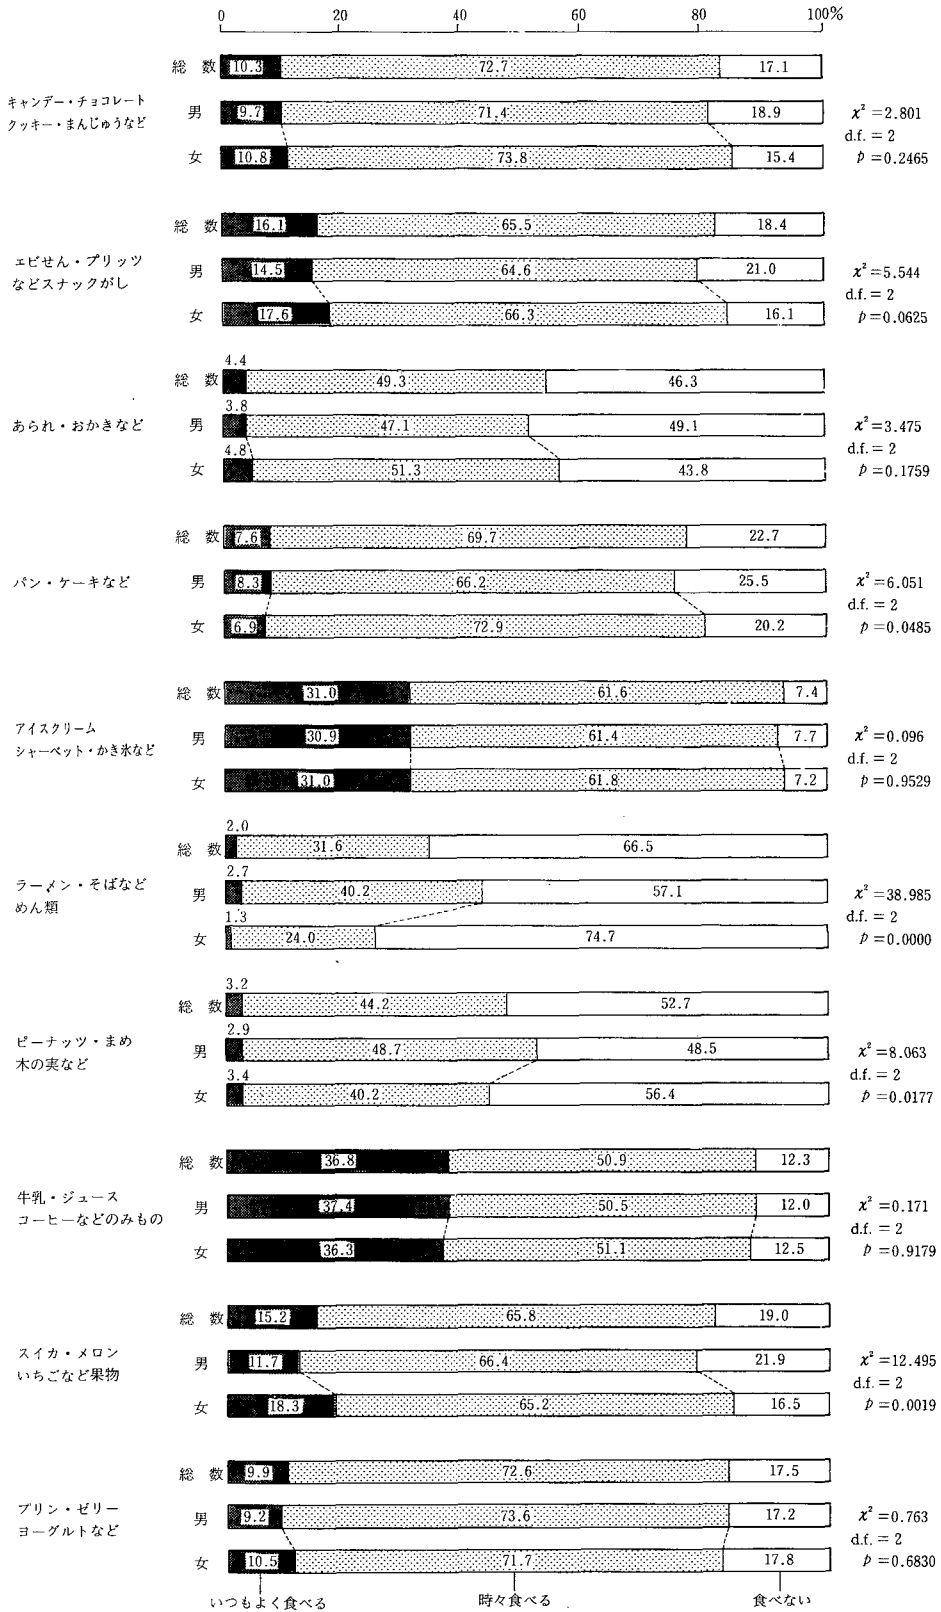 0 20 40 60 80 100%
総数 10.3 72.7 17.1
キャンデー・チョコレート
クッキー・まんじゅうなど
男 9.7 71.4 18.9
χ²=2.801
d.f.=2
女 10.8 73.8 15.4
p=0.2465
総数 16.1 65.5 18.4
エビせん・プリッツ
などスナックがし
男 14.5 64.6 21.0
χ²=5.544
d.f.=2
女 17.6 66.3 16.1
p=0.0625
4.4
総数 49.3 46.3
3.8
あられ・おかきなど
男 47.1 49.1
χ²=3.475
d.f.=2
4.8
女 51.3 43.8
p=0.1759
総数 7.6 69.7 22.7
パン・ケーキなど
男 8.3 66.2 25.5
χ²=6.051
d.f.=2
女 6.9 72.9 20.2
p=0.0485
総数 31.0 61.6 7.4
アイスクリーム
シャーベット・かき氷など
男 30.9 61.4 7.7
χ²=0.096
d.f.=2
女 31.0 61.8 7.2
p=0.9529
2.0
総数 31.6 66.5
2.7
ラーメン・そばなど
めん類
男 40.2 57.1
χ²=38.985
d.f.=2
1.3
女 24.0 74.7
p=0.0000
3.2
総数 44.2 52.7
2.9
ピーナッツ・まめ
木の実など
男 48.7 48.5
χ²=8.063
d.f.=2
3.4
女 40.2 56.4
p=0.0177
総数 36.8 50.9 12.3
牛乳・ジュース
コーヒーなどのみもの
男 37.4 50.5 12.0
χ²=0.171
d.f.=2
女 36.3 51.1 12.5
p=0.9179
総数 15.2 65.8 19.0
スイカ・メロン
いちごなど果物
男 11.7 66.4 21.9
χ²=12.495
d.f.=2
女 18.3 65.2 16.5
p=0.0019
総数 9.9 72.6 17.5
プリン・ゼリー
ヨーグルトなど
男 9.2 73.6 17.2
χ²=0.763
d.f.=2
女 10.5 71.7 17.8
p=0.6830
いつもよく食べる 時々食べる 食べない